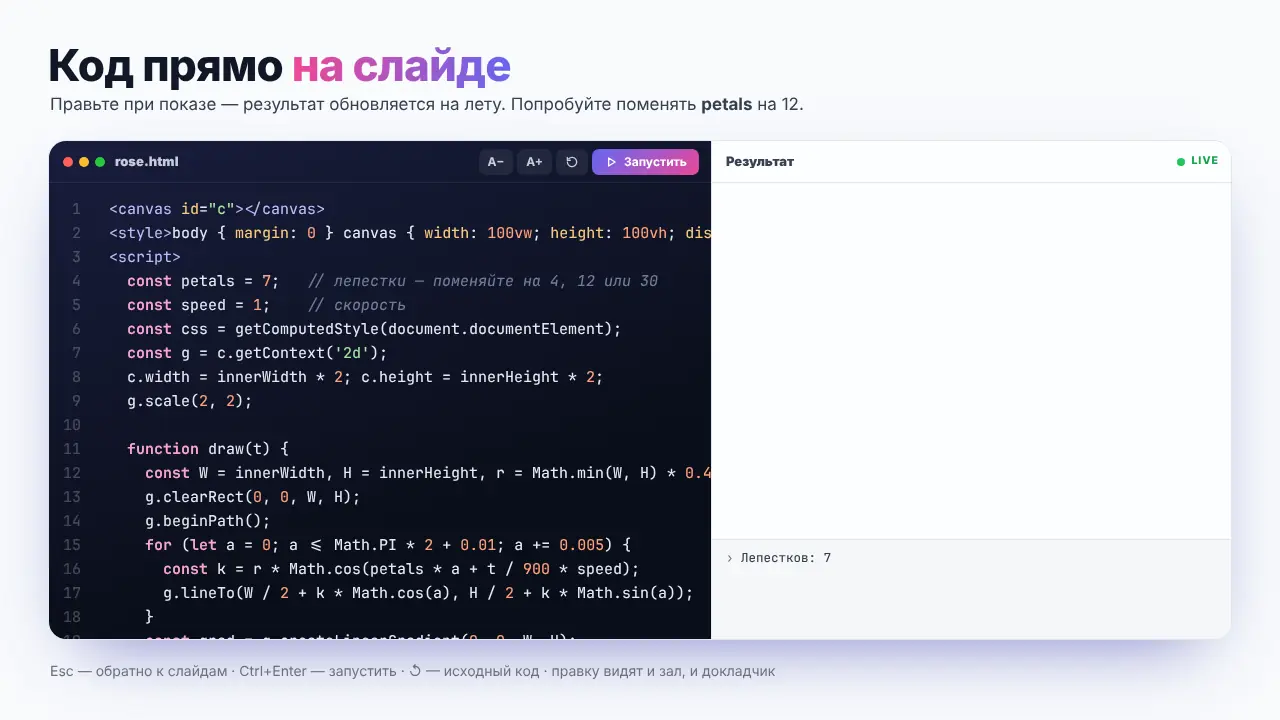 Код прямо на слайде
Правьте при показе — результат обновляется на лету. Попробуйте поменять petals на 12.
rose.html
A−
A+
Запустить
Результат
LIVE
1 <canvas id="c"></canvas>
2 <style>body { margin: 0 } canvas { width: 100vw; height: 100vh; dis
3 <script>
4 const petals = 7; // лепестки — поменяйте на 4, 12 или 30
5 const speed = 1; // скорость
6 const css = getComputedStyle(document.documentElement);
7 const g = c.getContext('2d');
8 c.width = innerWidth * 2; c.height = innerHeight * 2;
9 g.scale(2, 2);
10
11 function draw(t) {
12 const W = innerWidth, H = innerHeight, r = Math.min(W, H) * 0.4
13 g.clearRect(0, 0, W, H);
14 g.beginPath();
15 for (let a = 0; a <= Math.PI * 2 + 0.01; a += 0.005) {
16 const k = r * Math.cos(petals * a + t / 900 * speed);
17 g.lineTo(W / 2 + k * Math.cos(a), H / 2 + k * Math.sin(a));
18 }
› Лепестков: 7
Esc — обратно к слайдам · Ctrl+Enter — запустить · ↺ — исходный код · правку видят и зал, и докладчик